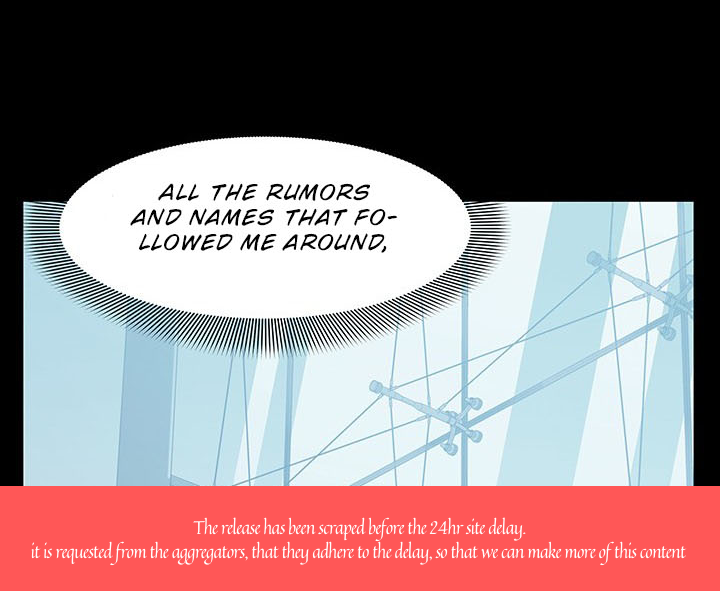 ALL THE RUMORS
AND NAMES THAT FO-
LLOWED ME AROUND,
The release has been scraped before the 24hr site delay.
it is requested from the aggregators, that they adhere to the delay, so that we can make more of this content